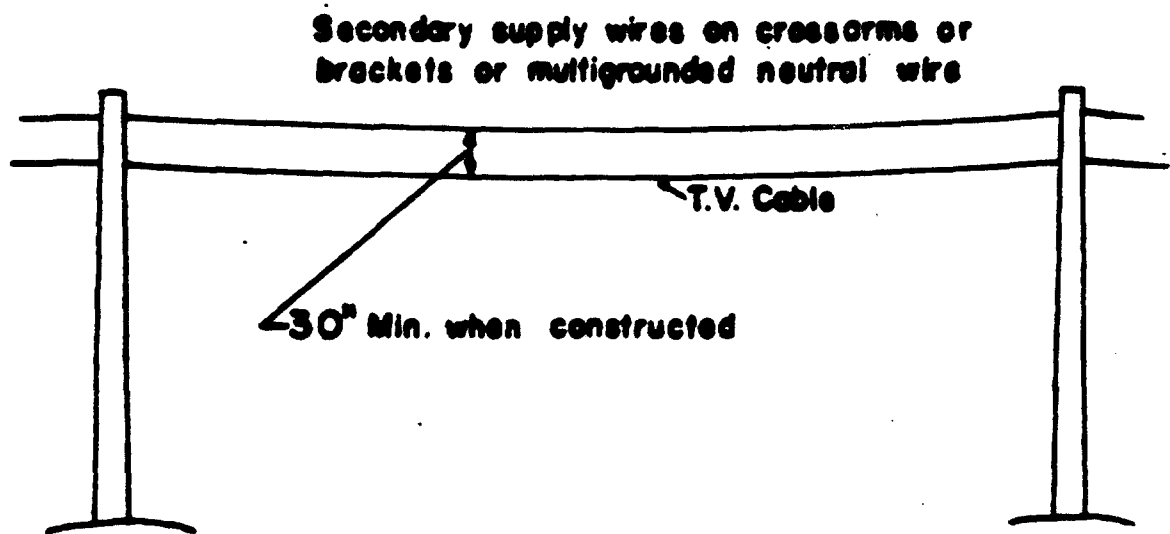 Secondary supply wires on crossarms or
brackets or multigrounded neutral wire
T.V. Cable
30" Min. when constructed